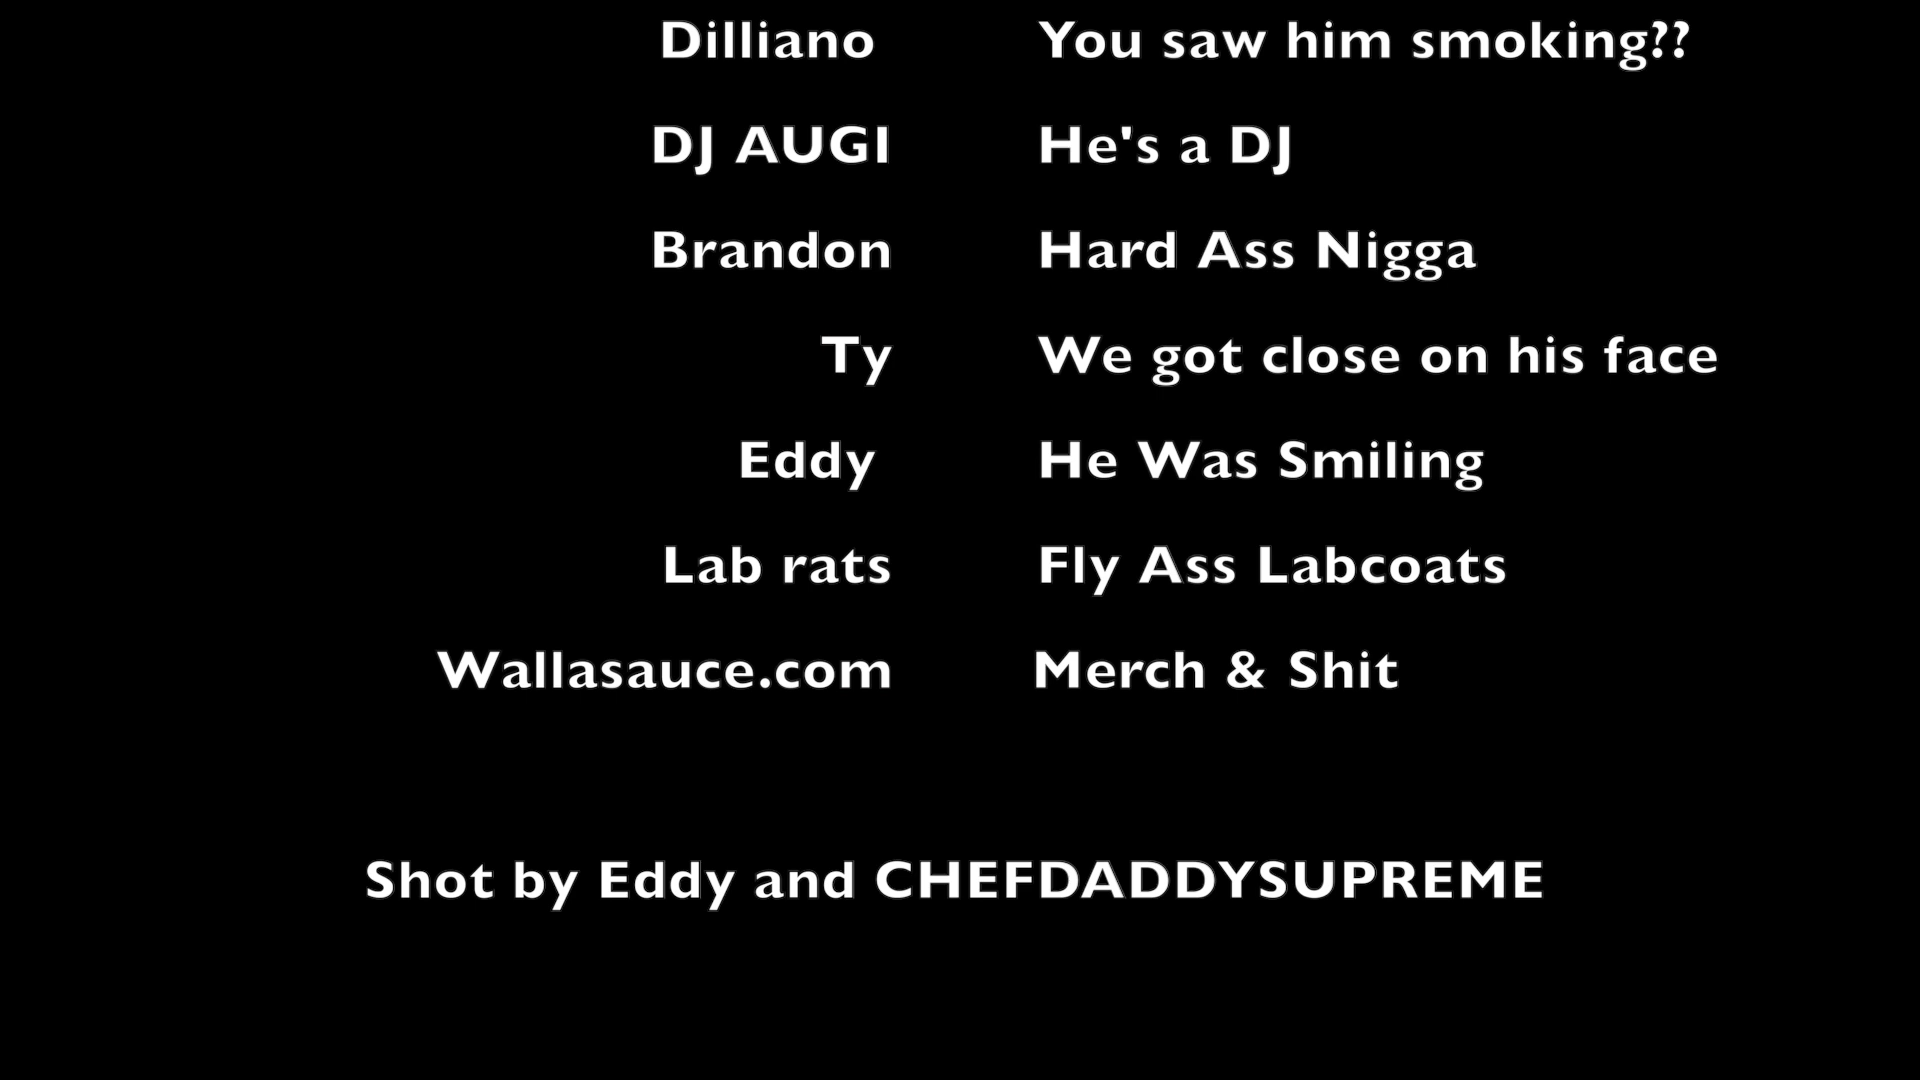 Dilliano You saw him smoking??
DJ AUGI He's a DJ
Brandon Hard Ass Nigga
Ty We got close on his face
Eddy He Was Smiling
Lab rats Fly Ass Labcoats
Wallasauce.com Merch & Shit
Shot by Eddy and CHEFDADDYSUPREME